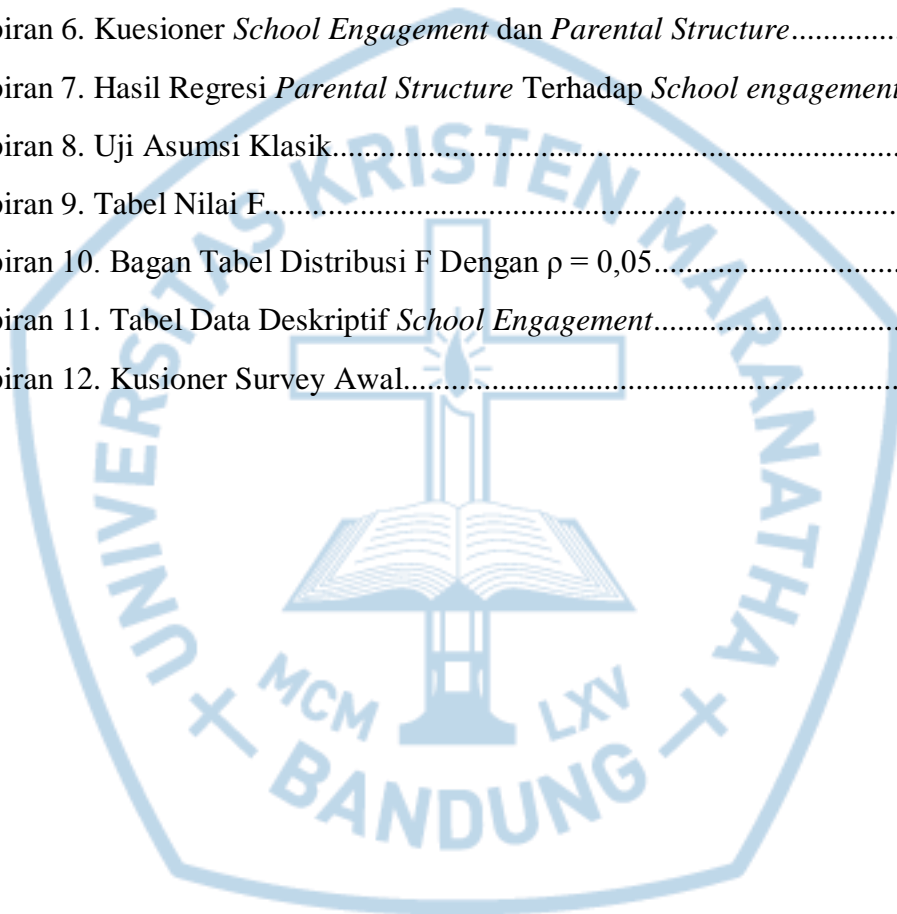 piran 6. Kuesioner School Engagement dan Parental Structure..............
piran 7. Hasil Regresi Parental Structure Terhadap School engagement
piran 8. Uji Asumsi Klasik...........................................................................
piran 9. Tabel Nilai F...................................................................................
piran 10. Bagan Tabel Distribusi F Dengan ρ = 0,05................................
piran 11. Tabel Data Deskriptif School Engagement................................
piran 12. Kusioner Survey Awal.................................................................
UNIVERSITAS KRISTEN MARANATHA
MCM LXV
BANDUNG